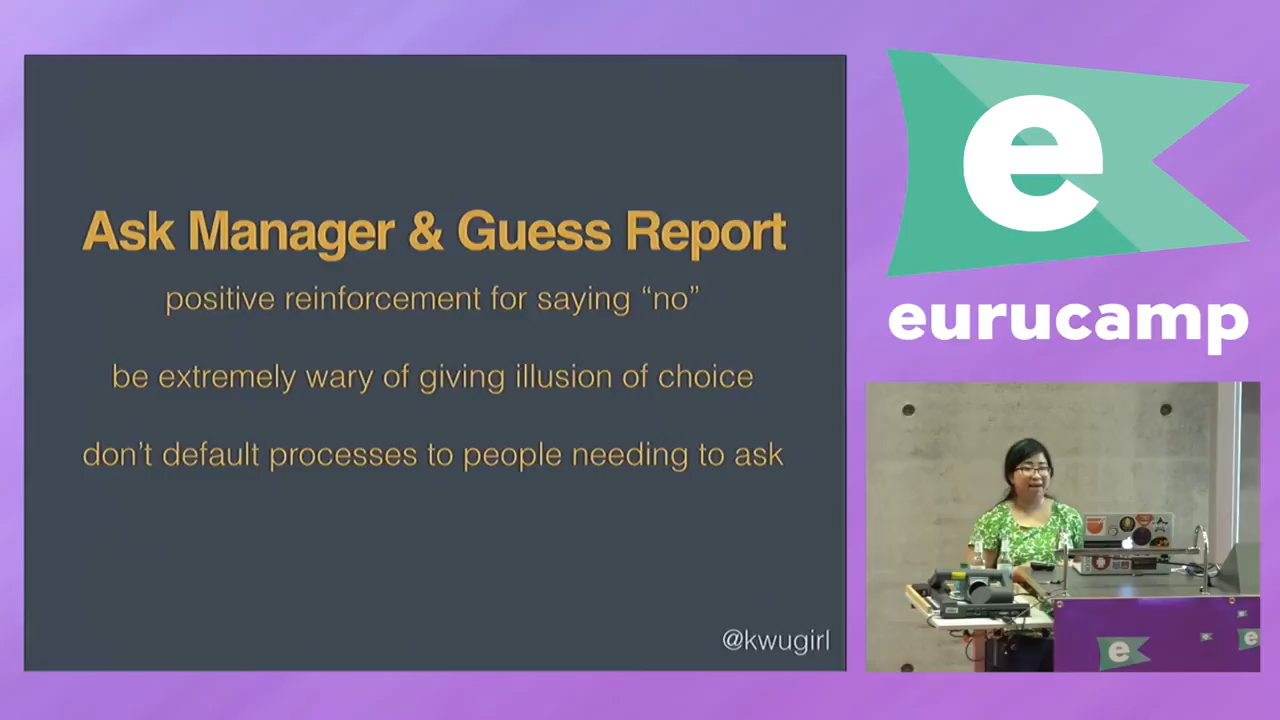 Ask Manager & Guess Report
positive reinforcement for saying “no”
be extremely wary of giving illusion of choice
don’t default processes to people needing to ask
@kwugirl
e
eurucamp
e
e